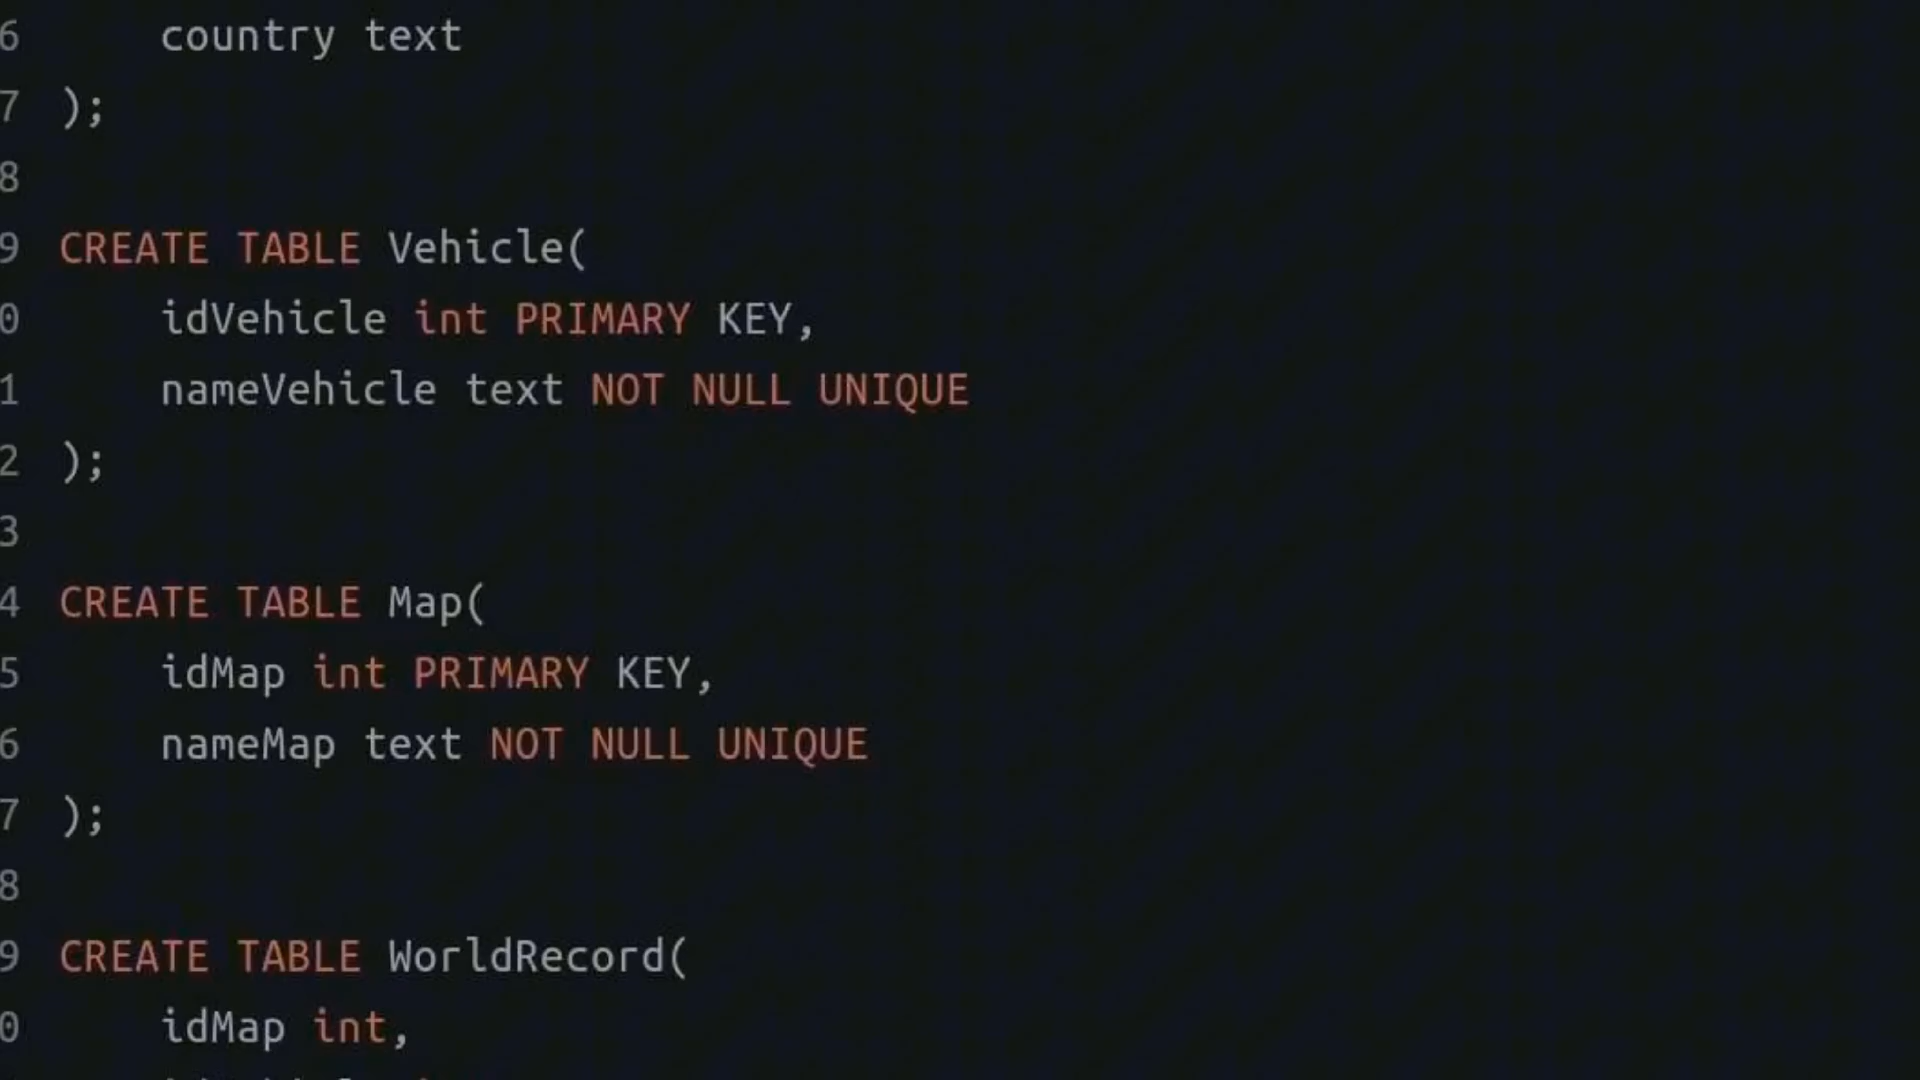 6 country text
7 );
8
9 CREATE TABLE Vehicle(
0 idVehicle int PRIMARY KEY,
1 nameVehicle text NOT NULL UNIQUE
2 );
3
4 CREATE TABLE Map(
5 idMap int PRIMARY KEY,
6 nameMap text NOT NULL UNIQUE
7 );
8
9 CREATE TABLE WorldRecord(
0 idMap int,